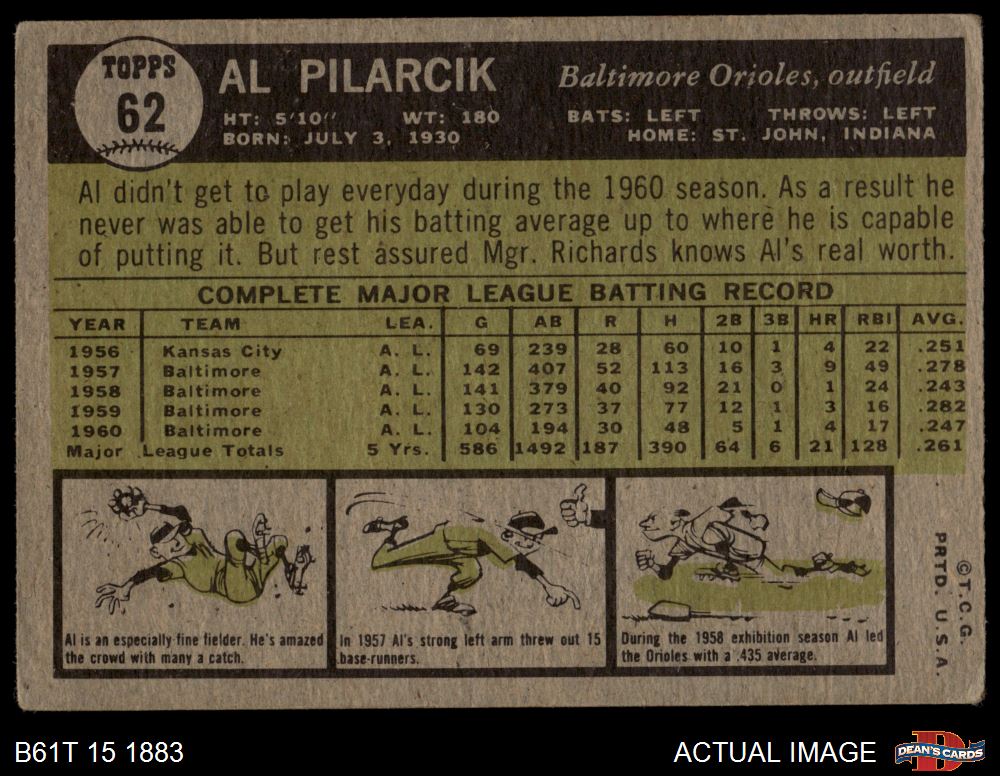 TOPPS
62
AL PILARCIK
Baltimore Orioles, outfield
HT: 5'10" WT: 180
BATS: LEFT THROWS: LEFT
BORN: JULY 3, 1930
HOME: ST. JOHN, INDIANA
Al didn't get to play everyday during the 1960 season. As a result he
never was able to get his batting average up to where he is capable
of putting it. But rest assured Mgr. Richards knows Al's real worth.
COMPLETE MAJOR LEAGUE BATTING RECORD
YEAR TEAM LEA. G AB R H 2B 3B HR RBI AVG.
1956 Kansas City A. L. 69 239 28 60 10 1 4 22 .251
1957 Baltimore A. L. 142 407 52 113 16 3 9 49 .278
1958 Baltimore A. L. 141 379 40 92 21 0 1 24 .243
1959 Baltimore A. L. 130 273 37 77 12 1 3 16 .282
1960 Baltimore A. L. 104 194 30 48 5 1 4 17 .247
Major League Totals 5 Yrs. 586 1492 187 390 64 6 21 128 .261
Al is an especially fine fielder. He's amazed
the crowd with many a catch.
In 1957 Al's strong left arm threw out 15
base-runners.
During the 1958 exhibition season Al led
the Orioles with a .435 average.
©T.C.G.
PRTD. U.S.A.
B61T 15 1883
ACTUAL IMAGE
DEAN'S CARDS